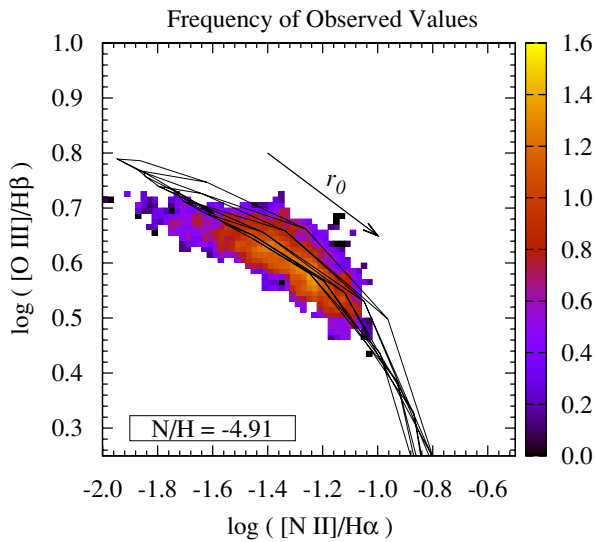 Frequency of Observed Values
1.0
0.9
0.8
0.7
0.6
0.5
0.4
0.3
log ( [O III]/Hβ )
r0
N/H = -4.91
-2.0 -1.8 -1.6 -1.4 -1.2 -1.0 -0.8 -0.6
log ( [N II]/Hα )
1.6
1.4
1.2
1.0
0.8
0.6
0.4
0.2
0.0